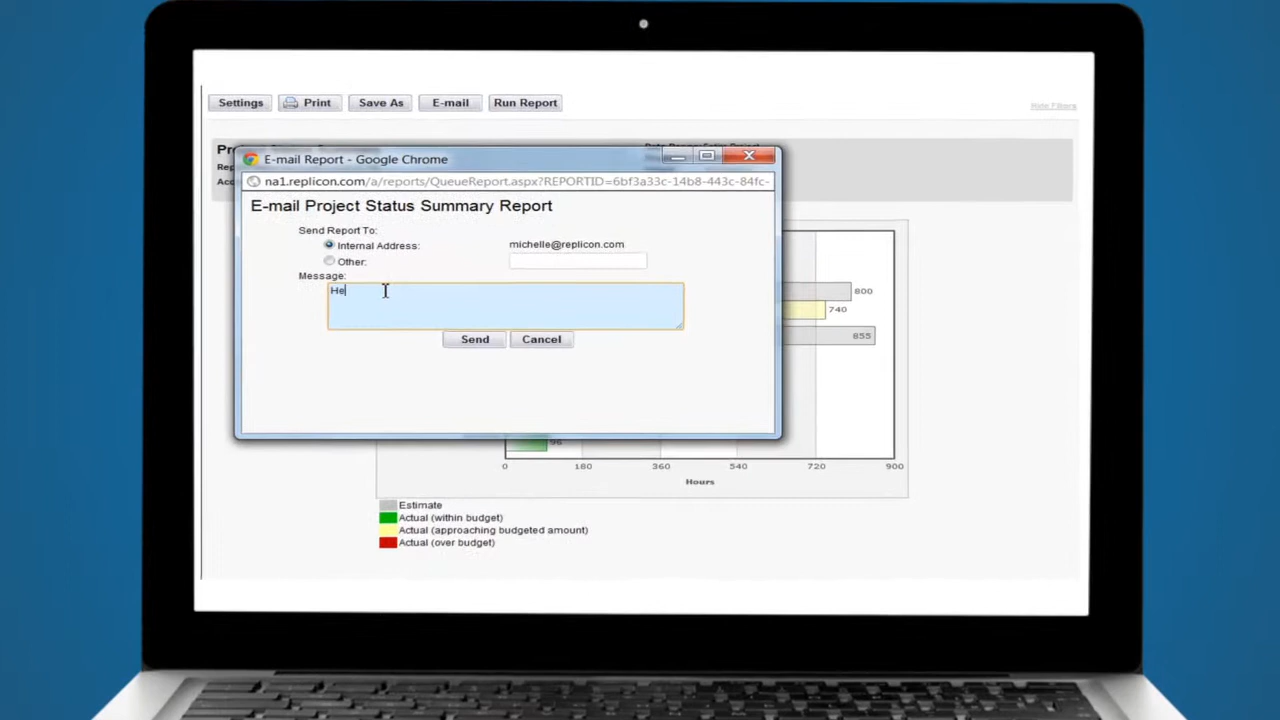 Settings Print Save As E-mail Run Report
Hide Filters
E-mail Report - Google Chrome
na1.replicon.com/a/reports/QueueReport.aspx?REPORTID=6bf3a33c-14b8-443c-84fc-
E-mail Project Status Summary Report
Send Report To:
Internal Address: michelle@replicon.com
Other:
Message:
He
Send Cancel
800
740
855
96
0 180 360 540 720 900
Hours
Estimate
Actual (within budget)
Actual (approaching budgeted amount)
Actual (over budget)